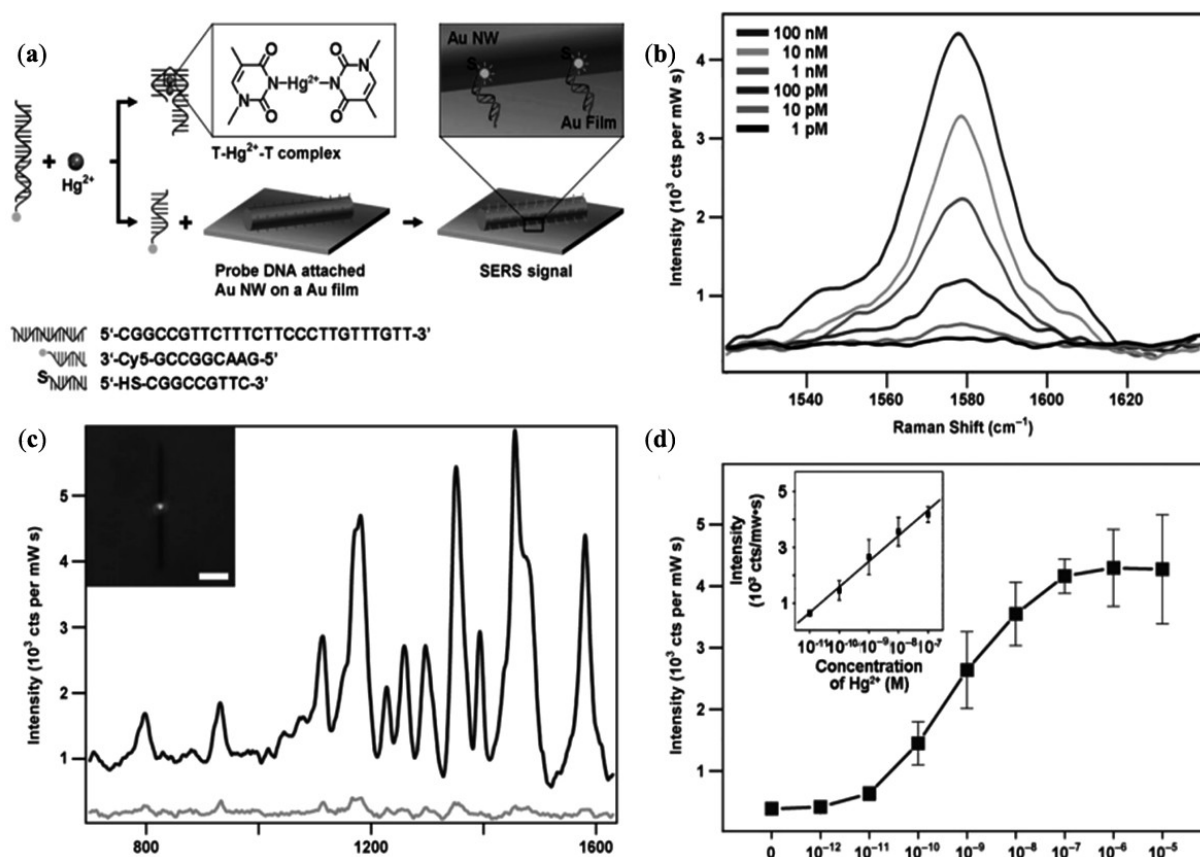 (a)
Au NW
S
S
Au Film
N–Hg²⁺–N
O
O
O
O
N
N
T-Hg²⁺-T complex
+
Hg²⁺
+
Probe DNA attached
Au NW on a Au film
SERS signal
5'-CGGCCGTTCTTTCTTCCCTTGTTTGTT-3'
3'-Cy5-GCCGGCAAG-5'
S
5'-HS-CGGCCGTTC-3'
(b)
100 nM
10 nM
1 nM
100 pM
10 pM
1 pM
4
3
2
1
Intensity (10³ cts per mW s)
1540 1560 1580 1600 1620
Raman Shift (cm⁻¹)
(c)
5
4
3
2
1
Intensity (10³ cts per mW s)
800 1200 1600
(d)
5
4
3
2
1
Intensity (10³ cts per mW s)
Intensity
(10³ cts/mw•s)
5
3
1
10⁻¹¹ 10⁻¹⁰ 10⁻⁹ 10⁻⁸ 10⁻⁷
Concentration
of Hg²⁺ (M)
0 10⁻¹² 10⁻¹¹ 10⁻¹⁰ 10⁻⁹ 10⁻⁸ 10⁻⁷ 10⁻⁶ 10⁻⁵